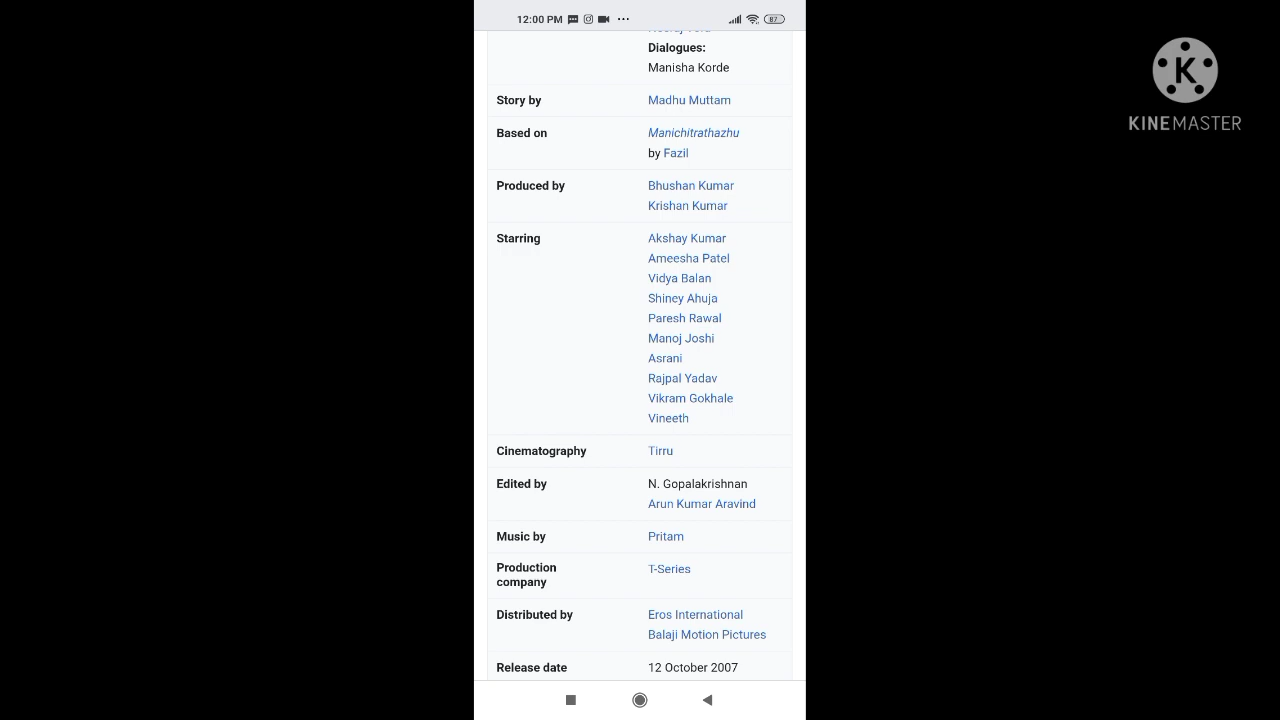 12:00 PM
87
Dialogues:
Manisha Korde
Story by
Madhu Muttam
Based on
Manichitrathazhu
by Fazil
Produced by
Bhushan Kumar
Krishan Kumar
Starring
Akshay Kumar
Ameesha Patel
Vidya Balan
Shiney Ahuja
Paresh Rawal
Manoj Joshi
Asrani
Rajpal Yadav
Vikram Gokhale
Vineeth
Cinematography
Tirru
Edited by
N. Gopalakrishnan
Arun Kumar Aravind
Music by
Pritam
Production
company
T-Series
Distributed by
Eros International
Balaji Motion Pictures
Release date
12 October 2007
K
KINEMASTER